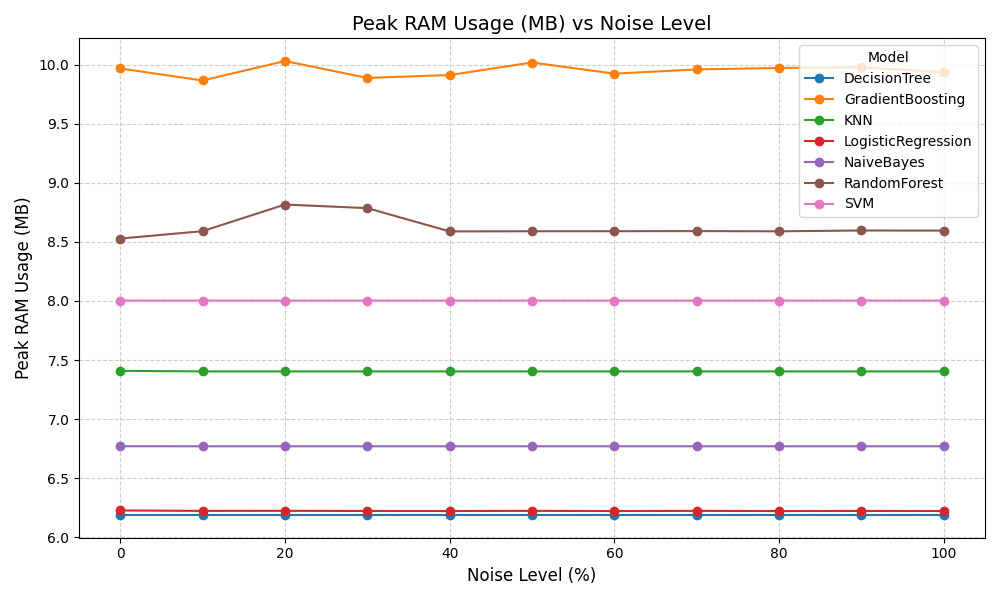 Peak RAM Usage (MB) vs Noise Level
Peak RAM Usage (MB)
10.0
9.5
9.0
8.5
8.0
7.5
7.0
6.5
6.0
Model
DecisionTree
GradientBoosting
KNN
LogisticRegression
NaiveBayes
RandomForest
SVM
0 20 40 60 80 100
Noise Level (%)